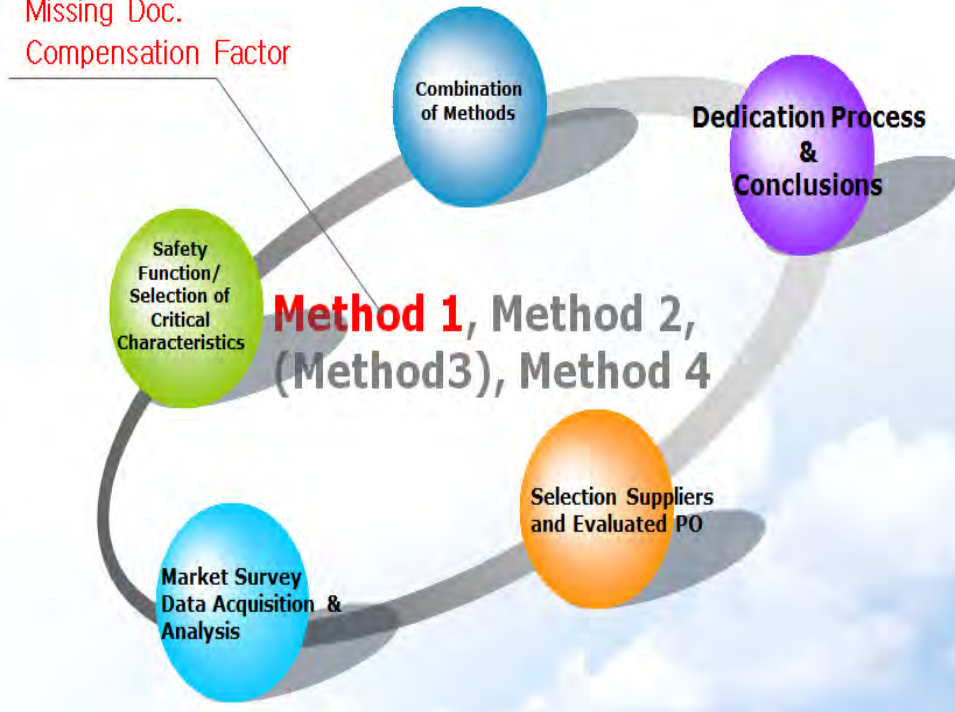 Missing Doc.
Compensation Factor
Combination
of Methods
Dedication Process
&
Conclusions
Safety
Function/
Selection of
Critical
Characteristics
Method 1, Method 2,
(Method3), Method 4
Selection Suppliers
and Evaluated PO
Market Survey
Data Acquisition &
Analysis